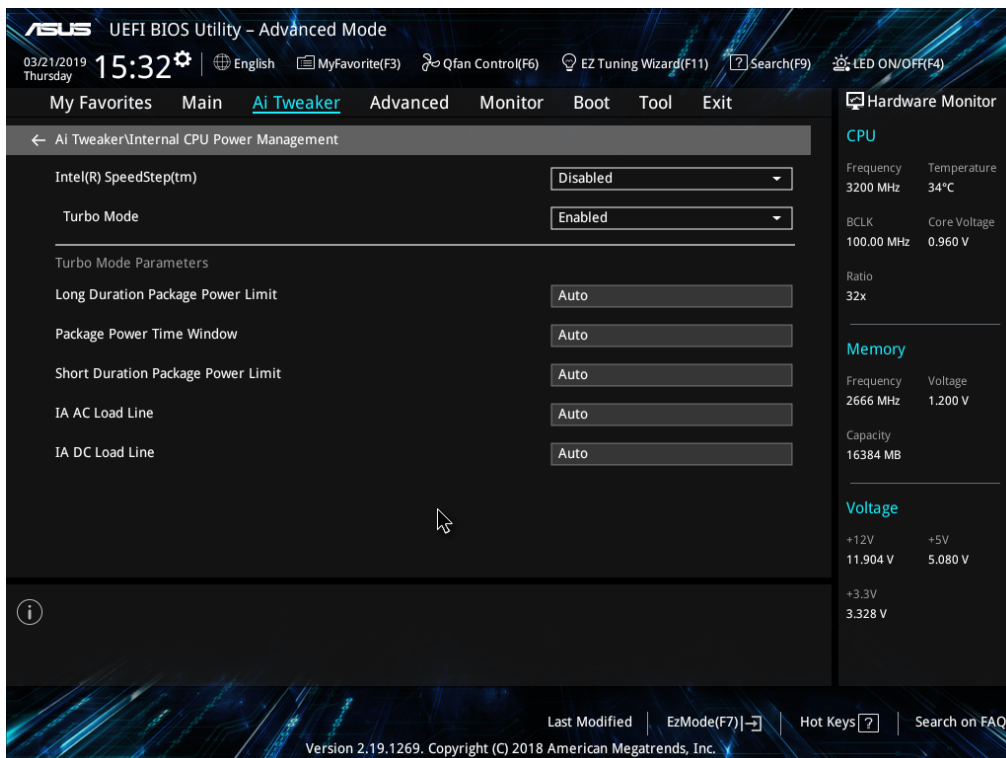 ASUS UEFI BIOS Utility – Advanced Mode
03/21/2019 Thursday 15:32 English MyFavorite(F3) Qfan Control(F6) EZ Tuning Wizard(F11) ? Search(F9) LED ON/OFF(F4)
My Favorites Main Ai Tweaker Advanced Monitor Boot Tool Exit
← Ai Tweaker\Internal CPU Power Management
Intel(R) SpeedStep(tm) Disabled
Turbo Mode Enabled
Turbo Mode Parameters
Long Duration Package Power Limit Auto
Package Power Time Window Auto
Short Duration Package Power Limit Auto
IA AC Load Line Auto
IA DC Load Line Auto
Hardware Monitor
CPU
Frequency Temperature
3200 MHz 34°C
BCLK Core Voltage
100.00 MHz 0.960 V
Ratio
32x
Memory
Frequency Voltage
2666 MHz 1.200 V
Capacity
16384 MB
Voltage
+12V +5V
11.904 V 5.080 V
+3.3V
3.328 V
i
Last Modified EzMode(F7) Hot Keys ? Search on FAQ
Version 2.19.1269. Copyright (C) 2018 American Megatrends, Inc.